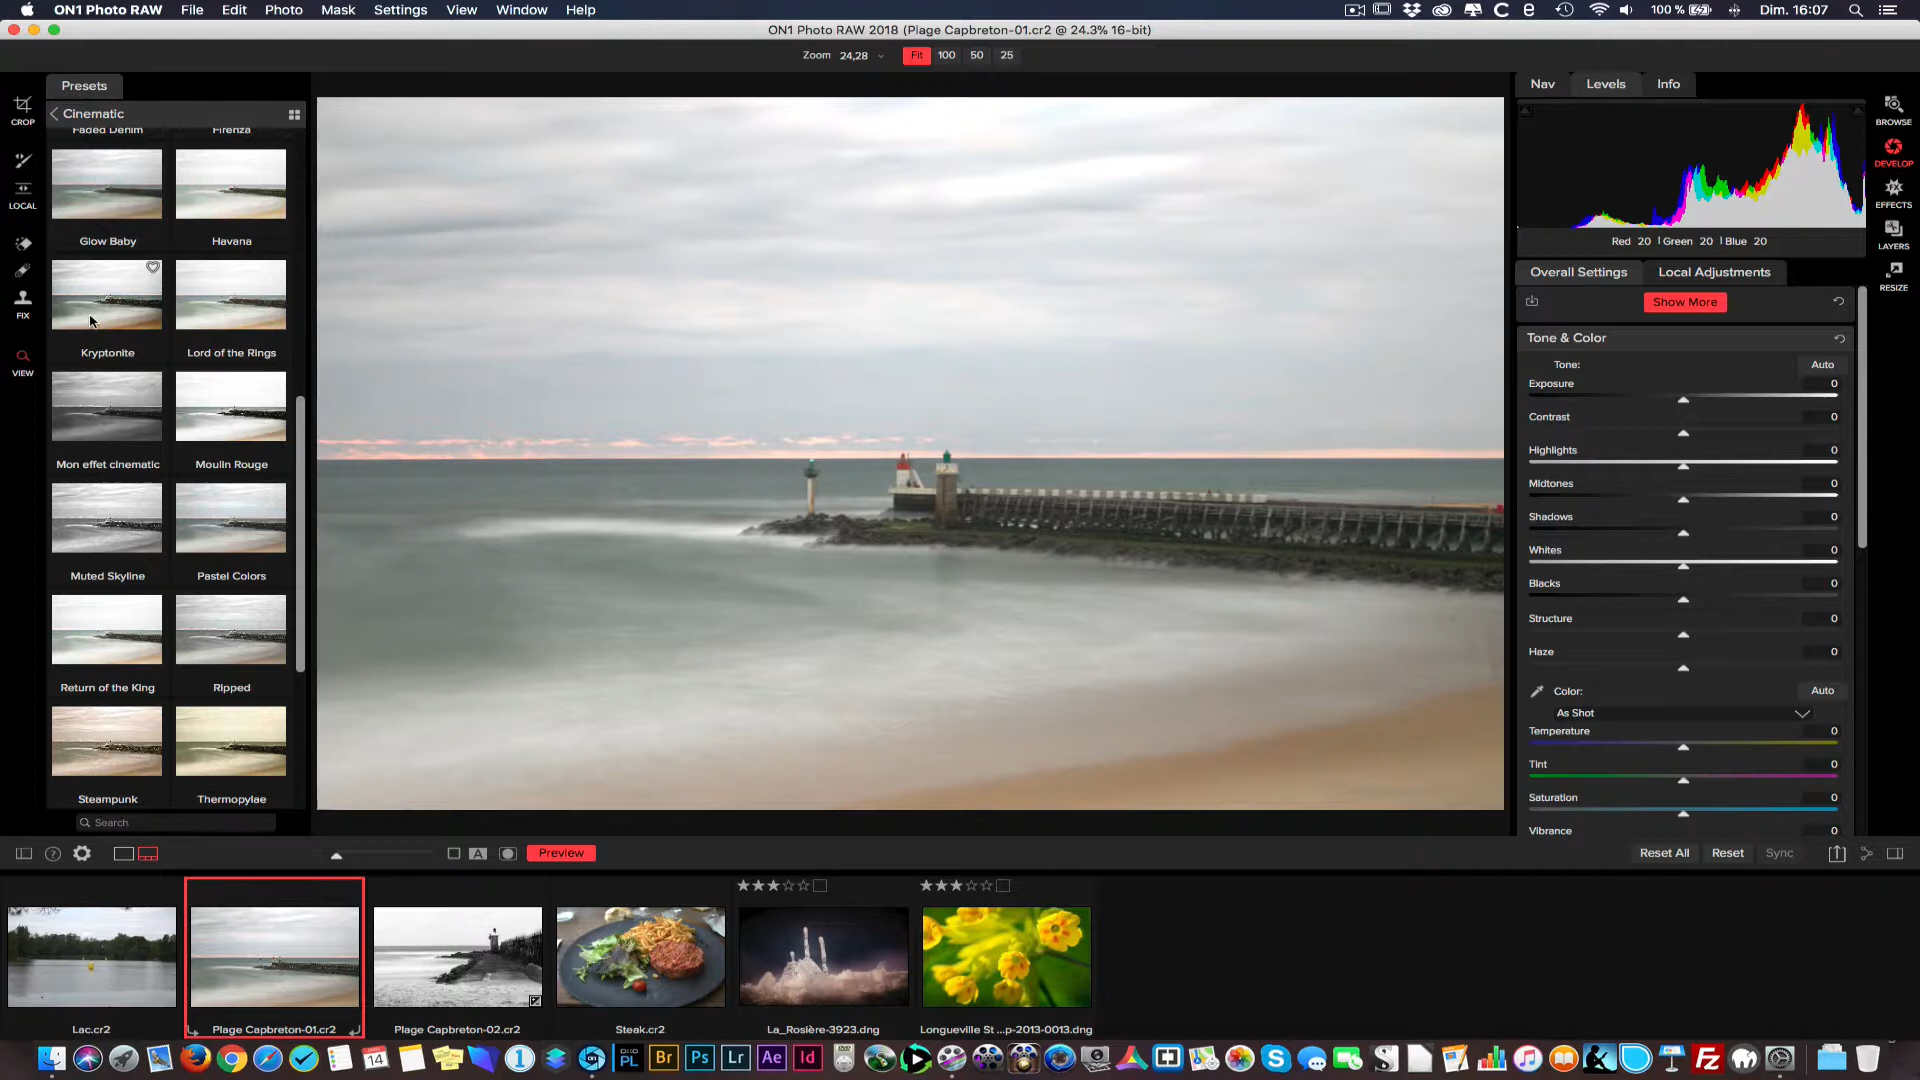 ON1 Photo RAW File Edit Photo Mask Settings View Window Help 100 % Dim. 16:07
ON1 Photo RAW 2018 (Plage Capbreton-01.cr2 @ 24.3% 16-bit)
Zoom 24,28 Fit 100 50 25
Presets
Cinematic
Faded Denim Firenza
Glow Baby Havana
Kryptonite Lord of the Rings
Mon effet cinematic Moulin Rouge
Muted Skyline Pastel Colors
Return of the King Ripped
Steampunk Thermopylae
Search
CROP
LOCAL
FIX
VIEW
Nav Levels Info
Red 20 Green 20 Blue 20
Overall Settings Local Adjustments
Show More
Tone & Color
Tone: Auto
Exposure 0
Contrast 0
Highlights 0
Midtones 0
Shadows 0
Whites 0
Blacks 0
Structure 0
Haze 0
Color: Auto
As Shot
Temperature 0
Tint 0
Saturation 0
Vibrance 0
BROWSE
DEVELOP
EFFECTS
LAYERS
RESIZE
A Preview Reset All Reset Sync
Lac.cr2 Plage Capbreton-01.cr2 Plage Capbreton-02.cr2 Steak.cr2 La_Rosière-3923.dng Longueville St ...p-2013-0013.dng
14 1 PL Br Ps Lr Ae Id S S Fz